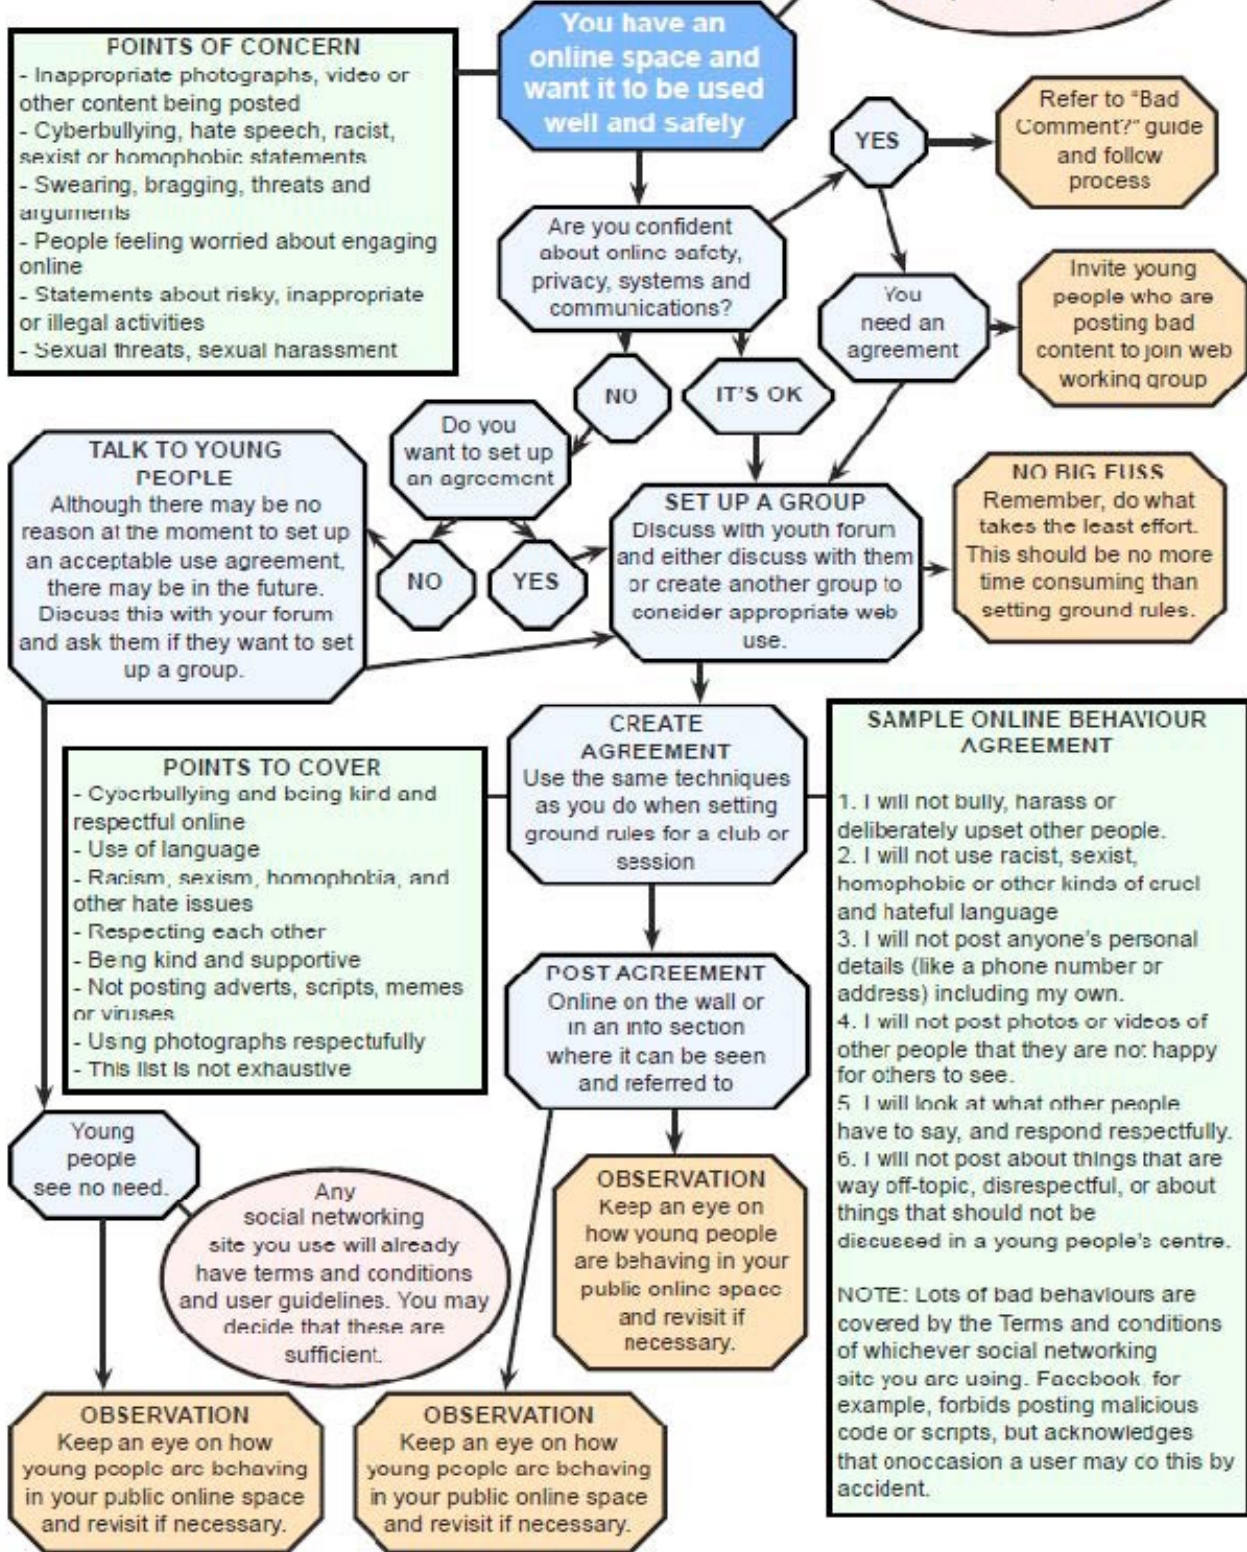 You have an
online space and
want it to be used
well and safely
POINTS OF CONCERN
- Inappropriate photographs, video or
other content being posted
- Cyberbullying, hate speech, racist,
sexist or homophobic statements
- Swearing, bragging, threats and
arguments
- People feeling worried about engaging
online
- Statements about risky, inappropriate
or illegal activities
- Sexual threats, sexual harassment
YES
Refer to "Bad
Comment?" guide
and follow
process
Are you confident
about online safety,
privacy, systems and
communications?
You
need an
agreement
Invite young
people who are
posting bad
content to join web
working group
NO
IT'S OK
Do you
want to set up
an agreement
TALK TO YOUNG
PEOPLE
Although there may be no
reason at the moment to set up
an acceptable use agreement,
there may be in the future.
Discuss this with your forum
and ask them if they want to set
up a group.
NO
YES
SET UP A GROUP
Discuss with youth forum
and either discuss with them
or create another group to
consider appropriate web
use.
NO BIG FUSS
Remember, do what
takes the least effort.
This should be no more
time consuming than
setting ground rules.
CREATE
AGREEMENT
Use the same techniques
as you do when setting
ground rules for a club or
session
POINTS TO COVER
- Cyberbullying and being kind and
respectful online
- Use of language
- Racism, sexism, homophobia, and
other hate issues
- Respecting each other
- Being kind and supportive
- Not posting adverts, scripts, memes
or viruses
- Using photographs respectufully
- This list is not exhaustive
SAMPLE ONLINE BEHAVIOUR
AGREEMENT
1. I will not bully, harass or
deliberately upset other people.
2. I will not use racist, sexist,
homophobic or other kinds of cruel
and hateful language
3. I will not post anyone's personal
details (like a phone number or
address) including my own.
4. I will not post photos or videos of
other people that they are not happy
for others to see.
5. I will look at what other people
have to say, and respond respectfully.
6. I will not post about things that are
way off-topic, disrespectful, or about
things that should not be
discussed in a young people's centre.
NOTE: Lots of bad behaviours are
covered by the Terms and conditions
of whichever social networking
site you are using. Facebook, for
example, forbids posting malicious
code or scripts, but acknowledges
that onoccasion a user may do this by
accident.
POST AGREEMENT
Online on the wall or
in an info section
where it can be seen
and referred to
Young
people
see no need.
Any
social networking
site you use will already
have terms and conditions
and user guidelines. You may
decide that these are
sufficient.
OBSERVATION
Keep an eye on
how young people
are behaving in your
public online space
and revisit if
necessary.
OBSERVATION
Keep an eye on how
young people are behaving
in your public online space
and revisit if necessary.
OBSERVATION
Keep an eye on how
young people are behaving
in your public online space
and revisit if necessary.